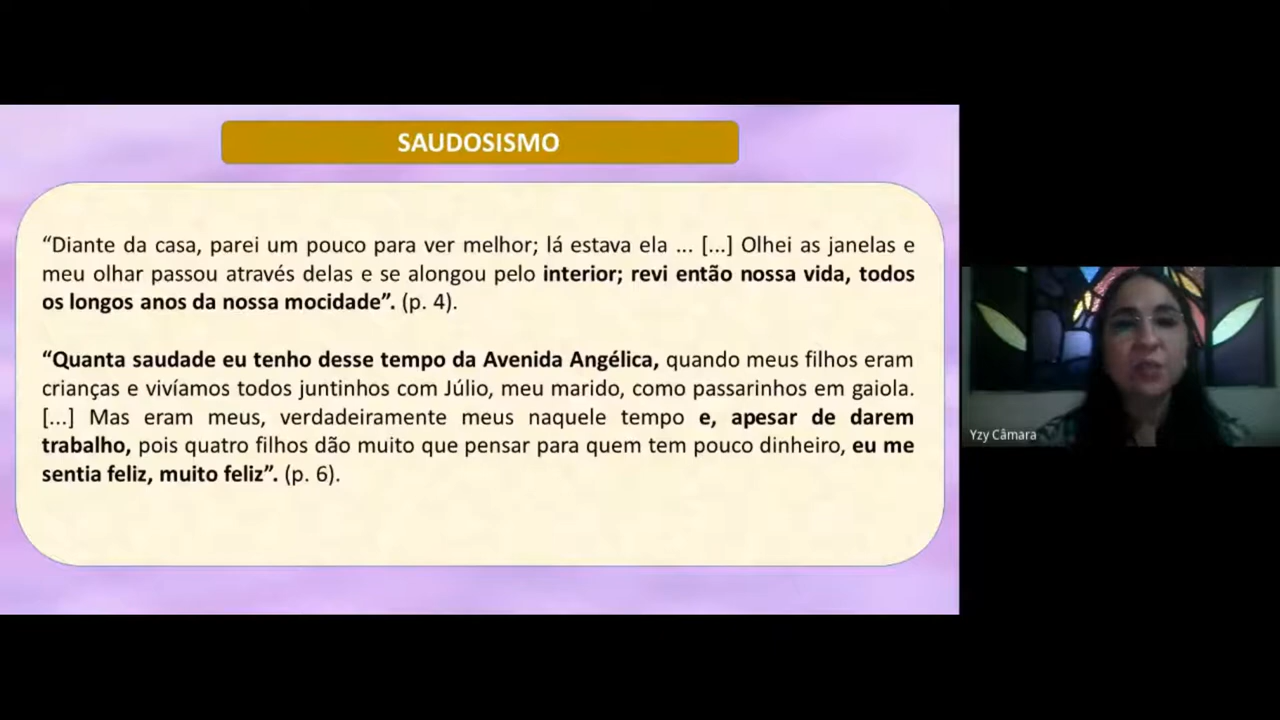 SAUDOSISMO
“Diante da casa, parei um pouco para ver melhor; lá estava ela ... [...] Olhei as janelas e
meu olhar passou através delas e se alongou pelo interior; revi então nossa vida, todos
os longos anos da nossa mocidade”. (p. 4).
“Quanta saudade eu tenho desse tempo da Avenida Angélica, quando meus filhos eram
crianças e vivíamos todos juntinhos com Júlio, meu marido, como passarinhos em gaiola.
[...] Mas eram meus, verdadeiramente meus naquele tempo e, apesar de darem
trabalho, pois quatro filhos dão muito que pensar para quem tem pouco dinheiro, eu me
sentia feliz, muito feliz”. (p. 6).
Yzy Câmara